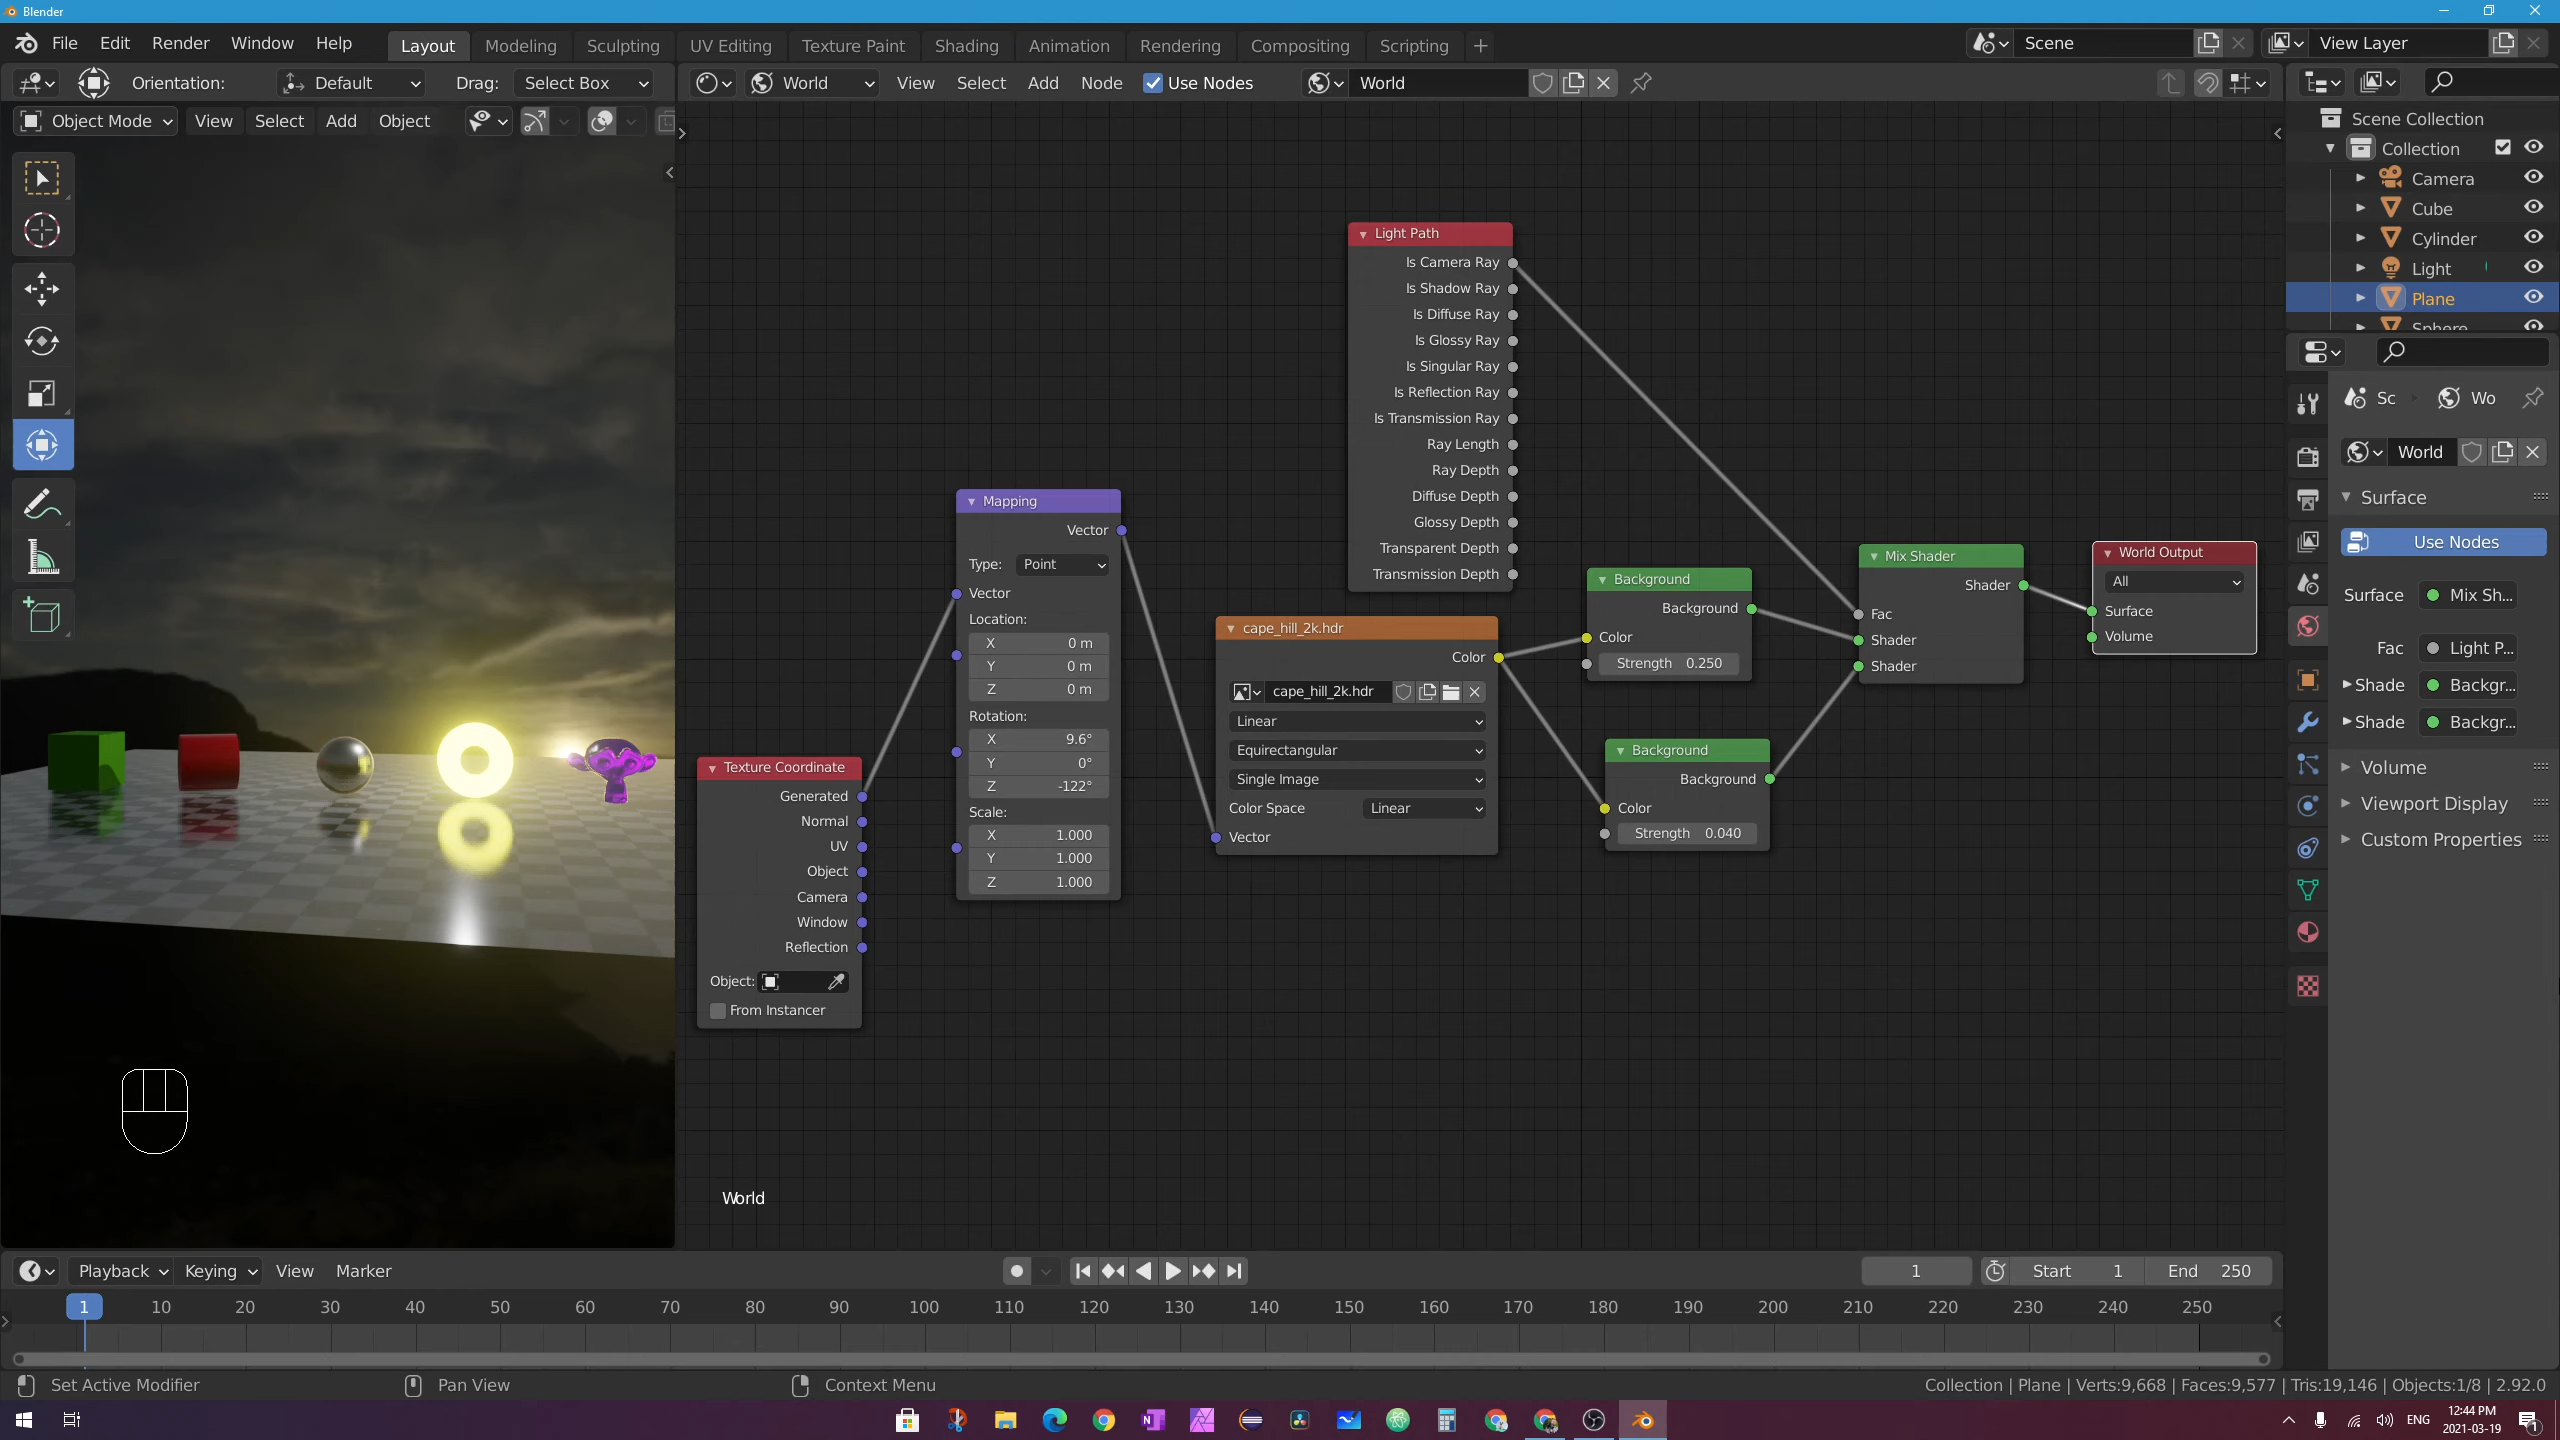 Blender
File Edit Render Window Help Layout Modeling Sculpting UV Editing Texture Paint Shading Animation Rendering Compositing Scripting + Scene View Layer
Orientation: Default Drag: Select Box World View Select Add Node Use Nodes World
Object Mode View Select Add Object
Scene Collection
Collection
Camera
Cube
Cylinder
Light
Plane
Sphere
Light Path
Is Camera Ray
Is Shadow Ray
Is Diffuse Ray
Is Glossy Ray
Is Singular Ray
Is Reflection Ray
Is Transmission Ray
Ray Length
Ray Depth
Diffuse Depth
Glossy Depth
Transparent Depth
Transmission Depth
Mapping
Vector
Type: Point
Vector
Location:
X 0 m
Y 0 m
Z 0 m
Rotation:
X 9.6°
Y 0°
Z -122°
Scale:
X 1.000
Y 1.000
Z 1.000
Texture Coordinate
Generated
Normal
UV
Object
Camera
Window
Reflection
Object:
From Instancer
cape_hill_2k.hdr
Color
cape_hill_2k.hdr
Linear
Equirectangular
Single Image
Color Space Linear
Vector
Background
Background
Color
Strength 0.250
Background
Background
Color
Strength 0.040
Mix Shader
Shader
Fac
Shader
Shader
World Output
All
Surface
Volume
Sc Wo
World
Surface
Use Nodes
Surface Mix Sh...
Fac Light P...
Shade Backgr...
Shade Backgr...
Volume
Viewport Display
Custom Properties
World
Playback Keying View Marker 1 Start 1 End 250
1 10 20 30 40 50 60 70 80 90 100 110 120 130 140 150 160 170 180 190 200 210 220 230 240 250
Set Active Modifier Pan View Context Menu Collection | Plane | Verts:9,668 | Faces:9,577 | Tris:19,146 | Objects:1/8 | 2.92.0
ENG 12:44 PM
2021-03-19 1